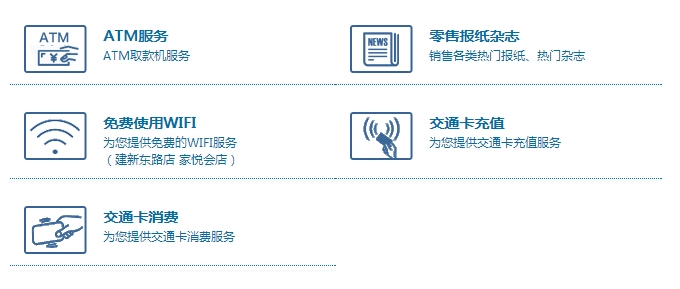 ATM
ATM服务
ATM取款机服务
NEWS
零售报纸杂志
销售各类热门报纸、热门杂志
免费使用WIFI
为您提供免费的WIFI服务
（建新东路店 家悦会店）
交通卡充值
为您提供交通卡充值服务
交通卡消费
为您提供交通卡消费服务